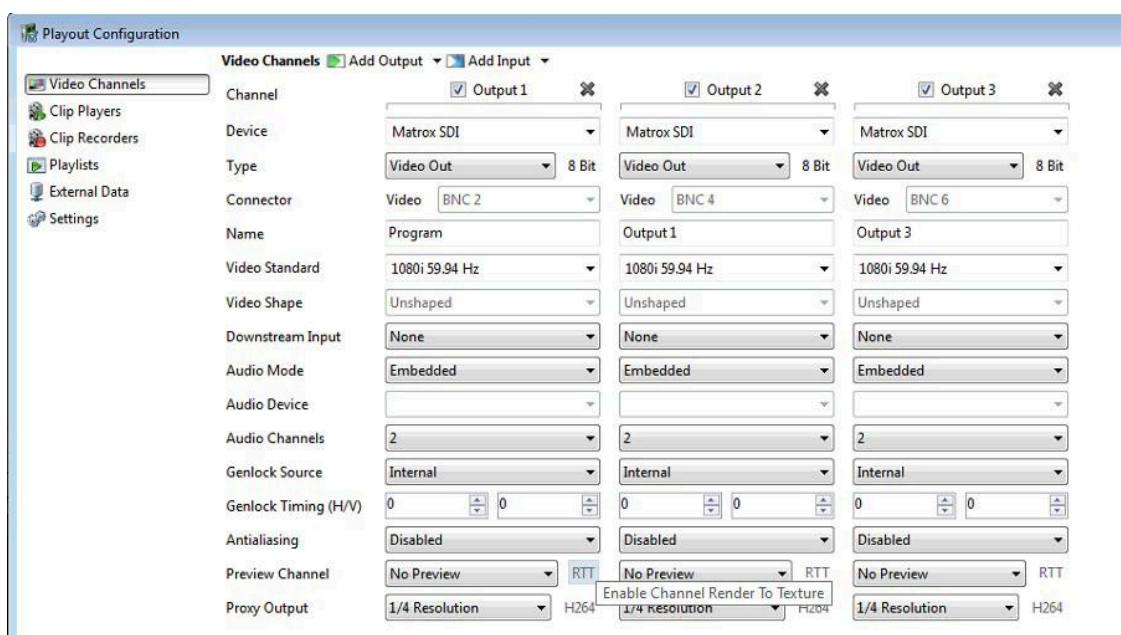 Playout Configuration
Video Channels Add Output Add Input
Video Channels
Clip Players
Clip Recorders
Playlists
External Data
Settings
Channel Output 1 Output 2 Output 3
Device Matrox SDI Matrox SDI Matrox SDI
Type Video Out 8 Bit Video Out 8 Bit Video Out 8 Bit
Connector Video BNC 2 Video BNC 4 Video BNC 6
Name Program Output 1 Output 3
Video Standard 1080i 59.94 Hz 1080i 59.94 Hz 1080i 59.94 Hz
Video Shape Unshaped Unshaped Unshaped
Downstream Input None None None
Audio Mode Embedded Embedded Embedded
Audio Device
Audio Channels 2 2 2
Genlock Source Internal Internal Internal
Genlock Timing (H/V) 0 0 0 0 0 0
Antialiasing Disabled Disabled Disabled
Preview Channel No Preview RTT No Preview RTT No Preview RTT
Enable Channel Render To Texture
Proxy Output 1/4 Resolution H264 1/4 Resolution H264 1/4 Resolution H264